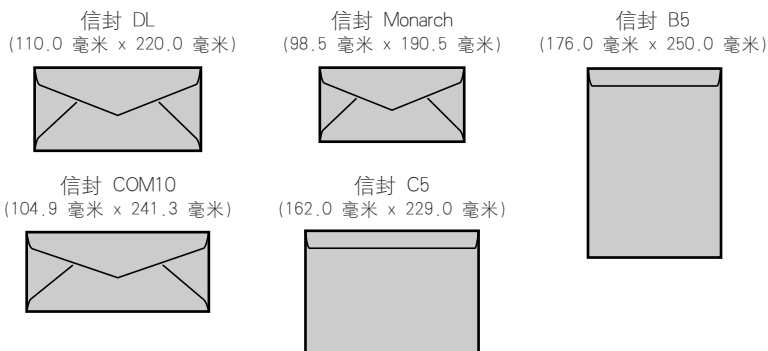 信封 DL
(110.0 毫米 x 220.0 毫米)
信封 Monarch
(98.5 毫米 x 190.5 毫米)
信封 B5
(176.0 毫米 x 250.0 毫米)
信封 COM10
(104.9 毫米 x 241.3 毫米)
信封 C5
(162.0 毫米 x 229.0 毫米)